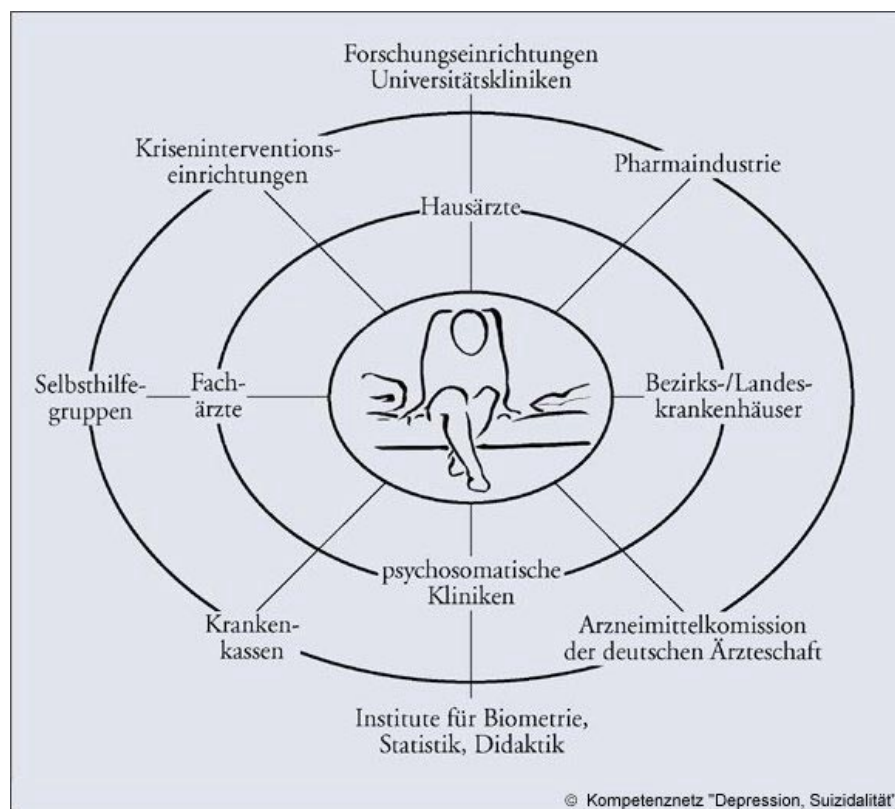 Forschungseinrichtungen
Universitätskliniken
Kriseninterventions-
einrichtungen
Pharmaindustrie
Hausärzte
Selbsthilfe-
gruppen
Fach-
ärzte
Bezirks-/Landes-
krankenhäuser
psychosomatische
Kliniken
Kranken-
kassen
Arzneimittelkomission
der deutschen Ärzteschaft
Institute für Biometrie,
Statistik, Didaktik
© Kompetenznetz "Depression, Suizidalität"